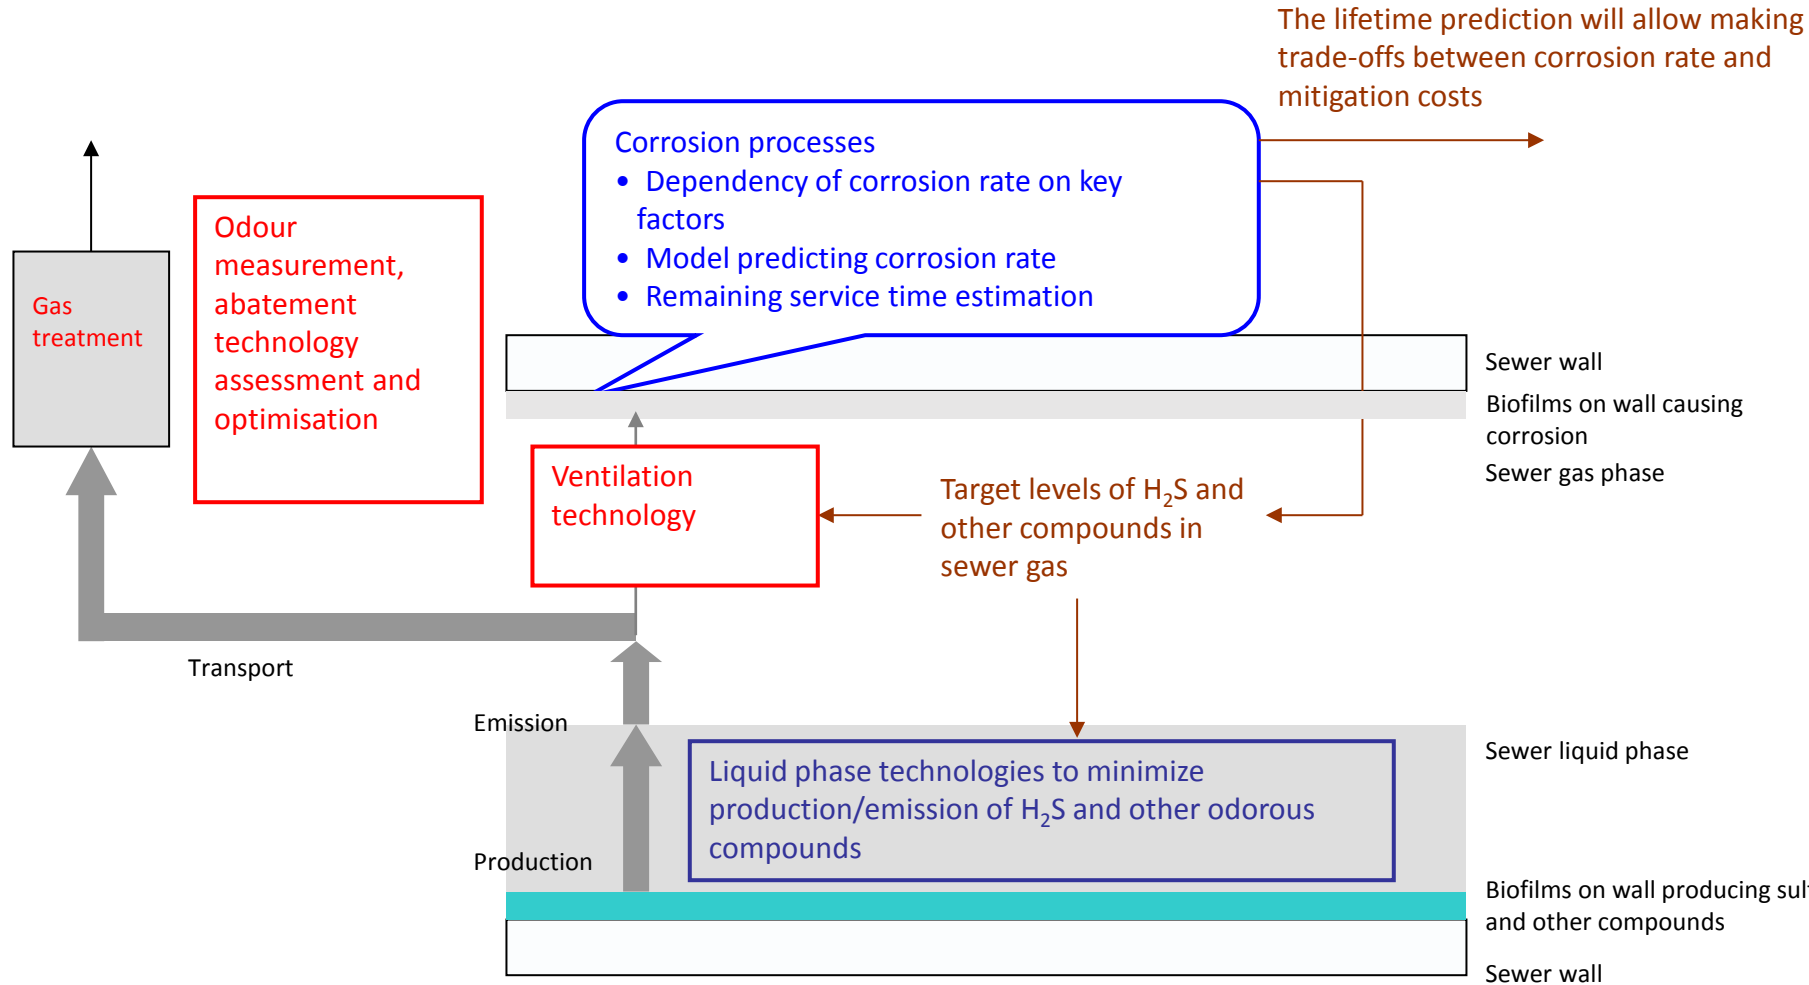 The lifetime prediction will allow making
trade-offs between corrosion rate and
mitigation costs
Corrosion processes
• Dependency of corrosion rate on key
factors
• Model predicting corrosion rate
• Remaining service time estimation
Odour
measurement,
abatement
technology
assessment and
optimisation
Gas
treatment
Sewer wall
Biofilms on wall causing
corrosion
Sewer gas phase
Ventilation
technology
Target levels of H₂S and
other compounds in
sewer gas
Transport
Emission
Sewer liquid phase
Liquid phase technologies to minimize
production/emission of H₂S and other odorous
compounds
Production
Biofilms on wall producing
and other compounds
Sewer wall